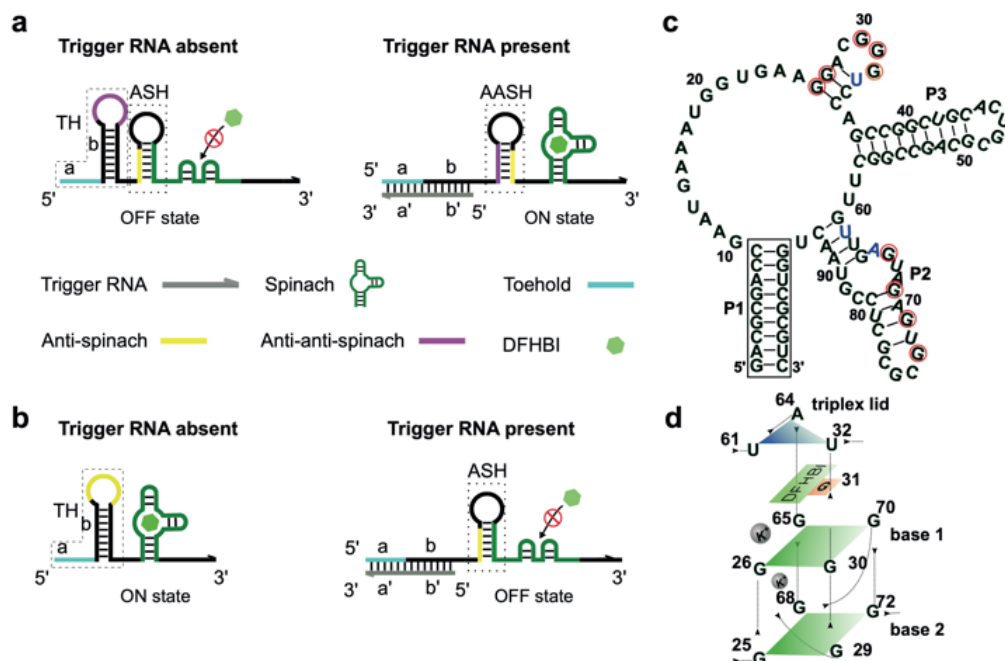 a
Trigger RNA absent
Trigger RNA present
TH
ASH
b
a
5'
3'
OFF state
AASH
5'
a
b
3'
a'
b'
5'
3'
ON state
Trigger RNA
Spinach
Toehold
Anti-spinach
Anti-anti-spinach
DFHBI
b
Trigger RNA absent
Trigger RNA present
TH
b
a
5'
3'
ON state
ASH
5'
a
b
3'
a'
b'
5'
3'
OFF state
c
30
20
10
P3
40
50
60
P2
90
70
80
P1
5'
3'
d
64
triplex lid
A
61
U
32
U
DFHBI
G
31
65
G
70
G
K+
base 1
26
G
G
30
K+
68
G
72
G
base 2
25
G
29
G